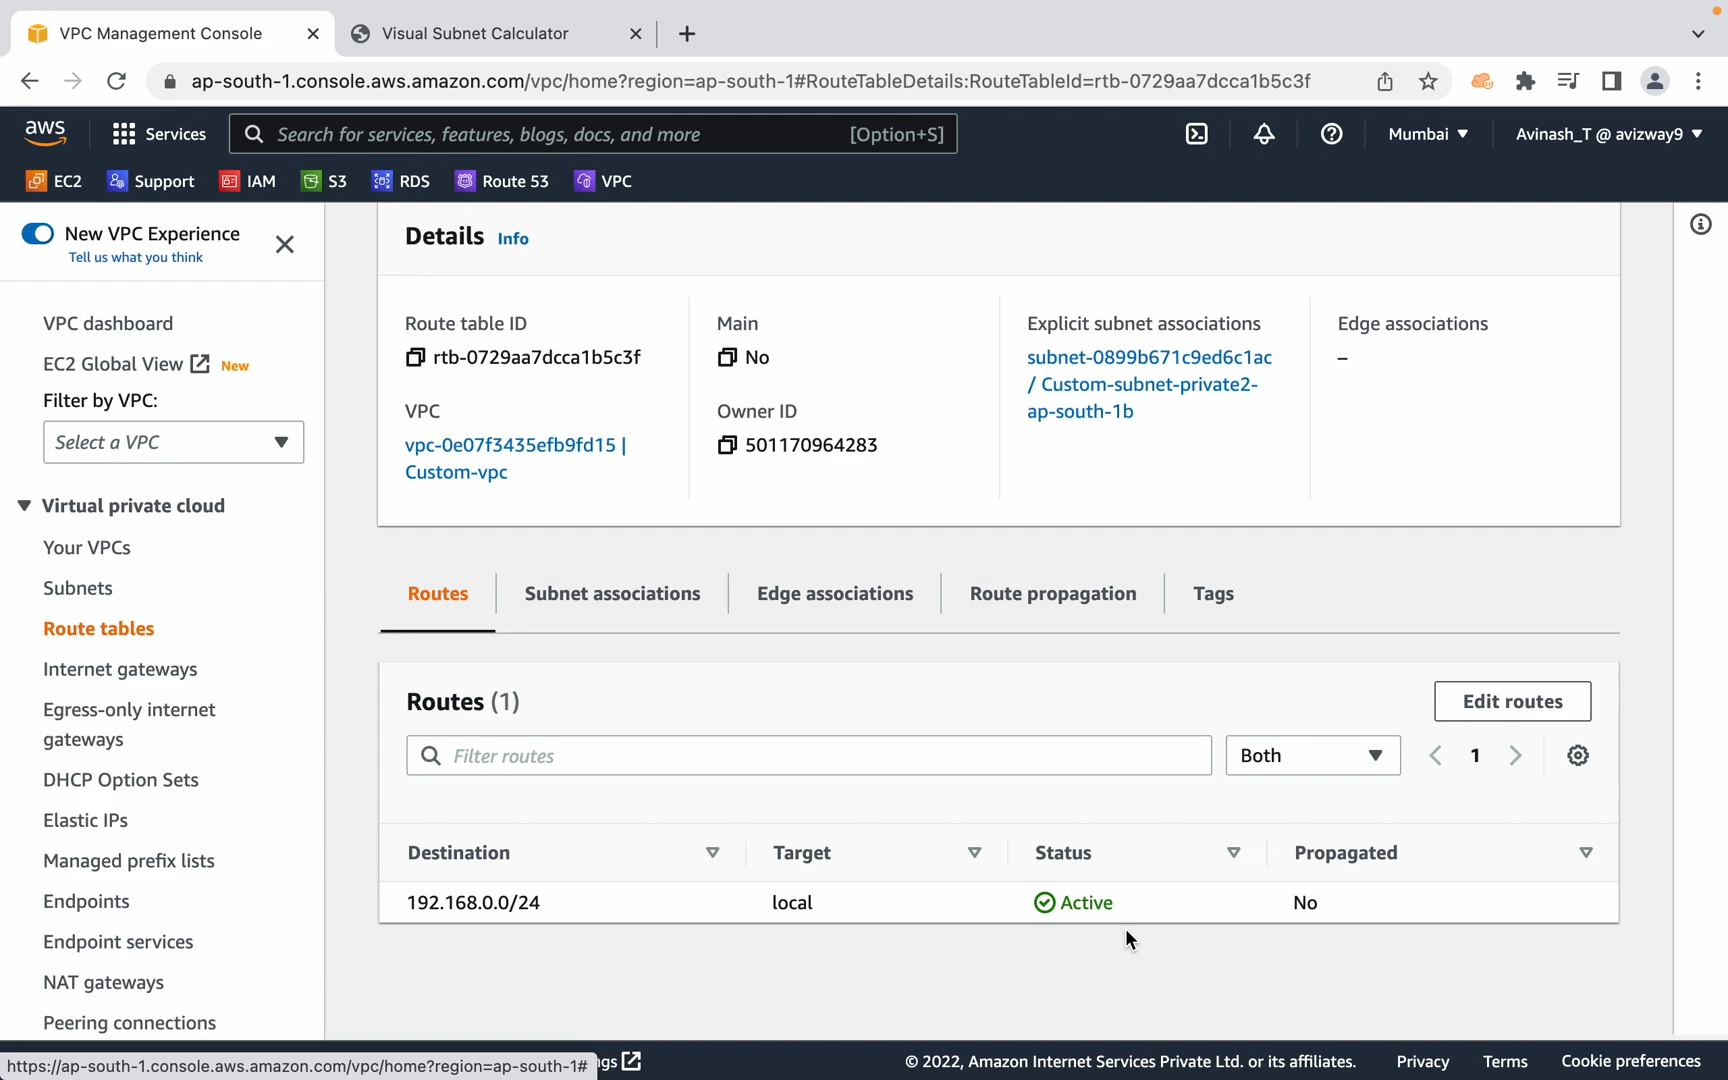 VPC Management Console
Visual Subnet Calculator
ap-south-1.console.aws.amazon.com/vpc/home?region=ap-south-1#RouteTableDetails:RouteTableId=rtb-0729aa7dcca1b5c3f
aws
Services
Search for services, features, blogs, docs, and more
[Option+S]
Mumbai
Avinash_T @ avizway9
EC2
Support
IAM
S3
RDS
Route 53
VPC
New VPC Experience
Tell us what you think
VPC dashboard
EC2 Global View New
Filter by VPC:
Select a VPC
Virtual private cloud
Your VPCs
Subnets
Route tables
Internet gateways
Egress-only internet
gateways
DHCP Option Sets
Elastic IPs
Managed prefix lists
Endpoints
Endpoint services
NAT gateways
Peering connections
Details Info
Route table ID
rtb-0729aa7dcca1b5c3f
VPC
vpc-0e07f3435efb9fd15 |
Custom-vpc
Main
No
Owner ID
501170964283
Explicit subnet associations
subnet-0899b671c9ed6c1ac
/ Custom-subnet-private2-
ap-south-1b
Edge associations
–
Routes
Subnet associations
Edge associations
Route propagation
Tags
Routes (1)
Edit routes
Filter routes
Both
1
Destination
Target
Status
Propagated
192.168.0.0/24
local
Active
No
https://ap-south-1.console.aws.amazon.com/vpc/home?region=ap-south-1#
ngs
© 2022, Amazon Internet Services Private Ltd. or its affiliates.
Privacy
Terms
Cookie preferences